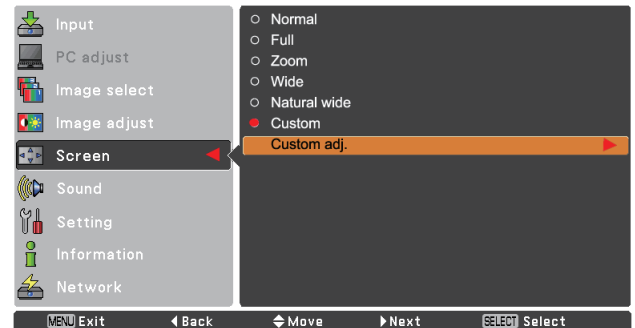 Input
PC adjust
Image select
Image adjust
Screen
Sound
Setting
Information
Network
Normal
Full
Zoom
Wide
Natural wide
Custom
Custom adj.
MENU Exit Back Move Next SELECT Select